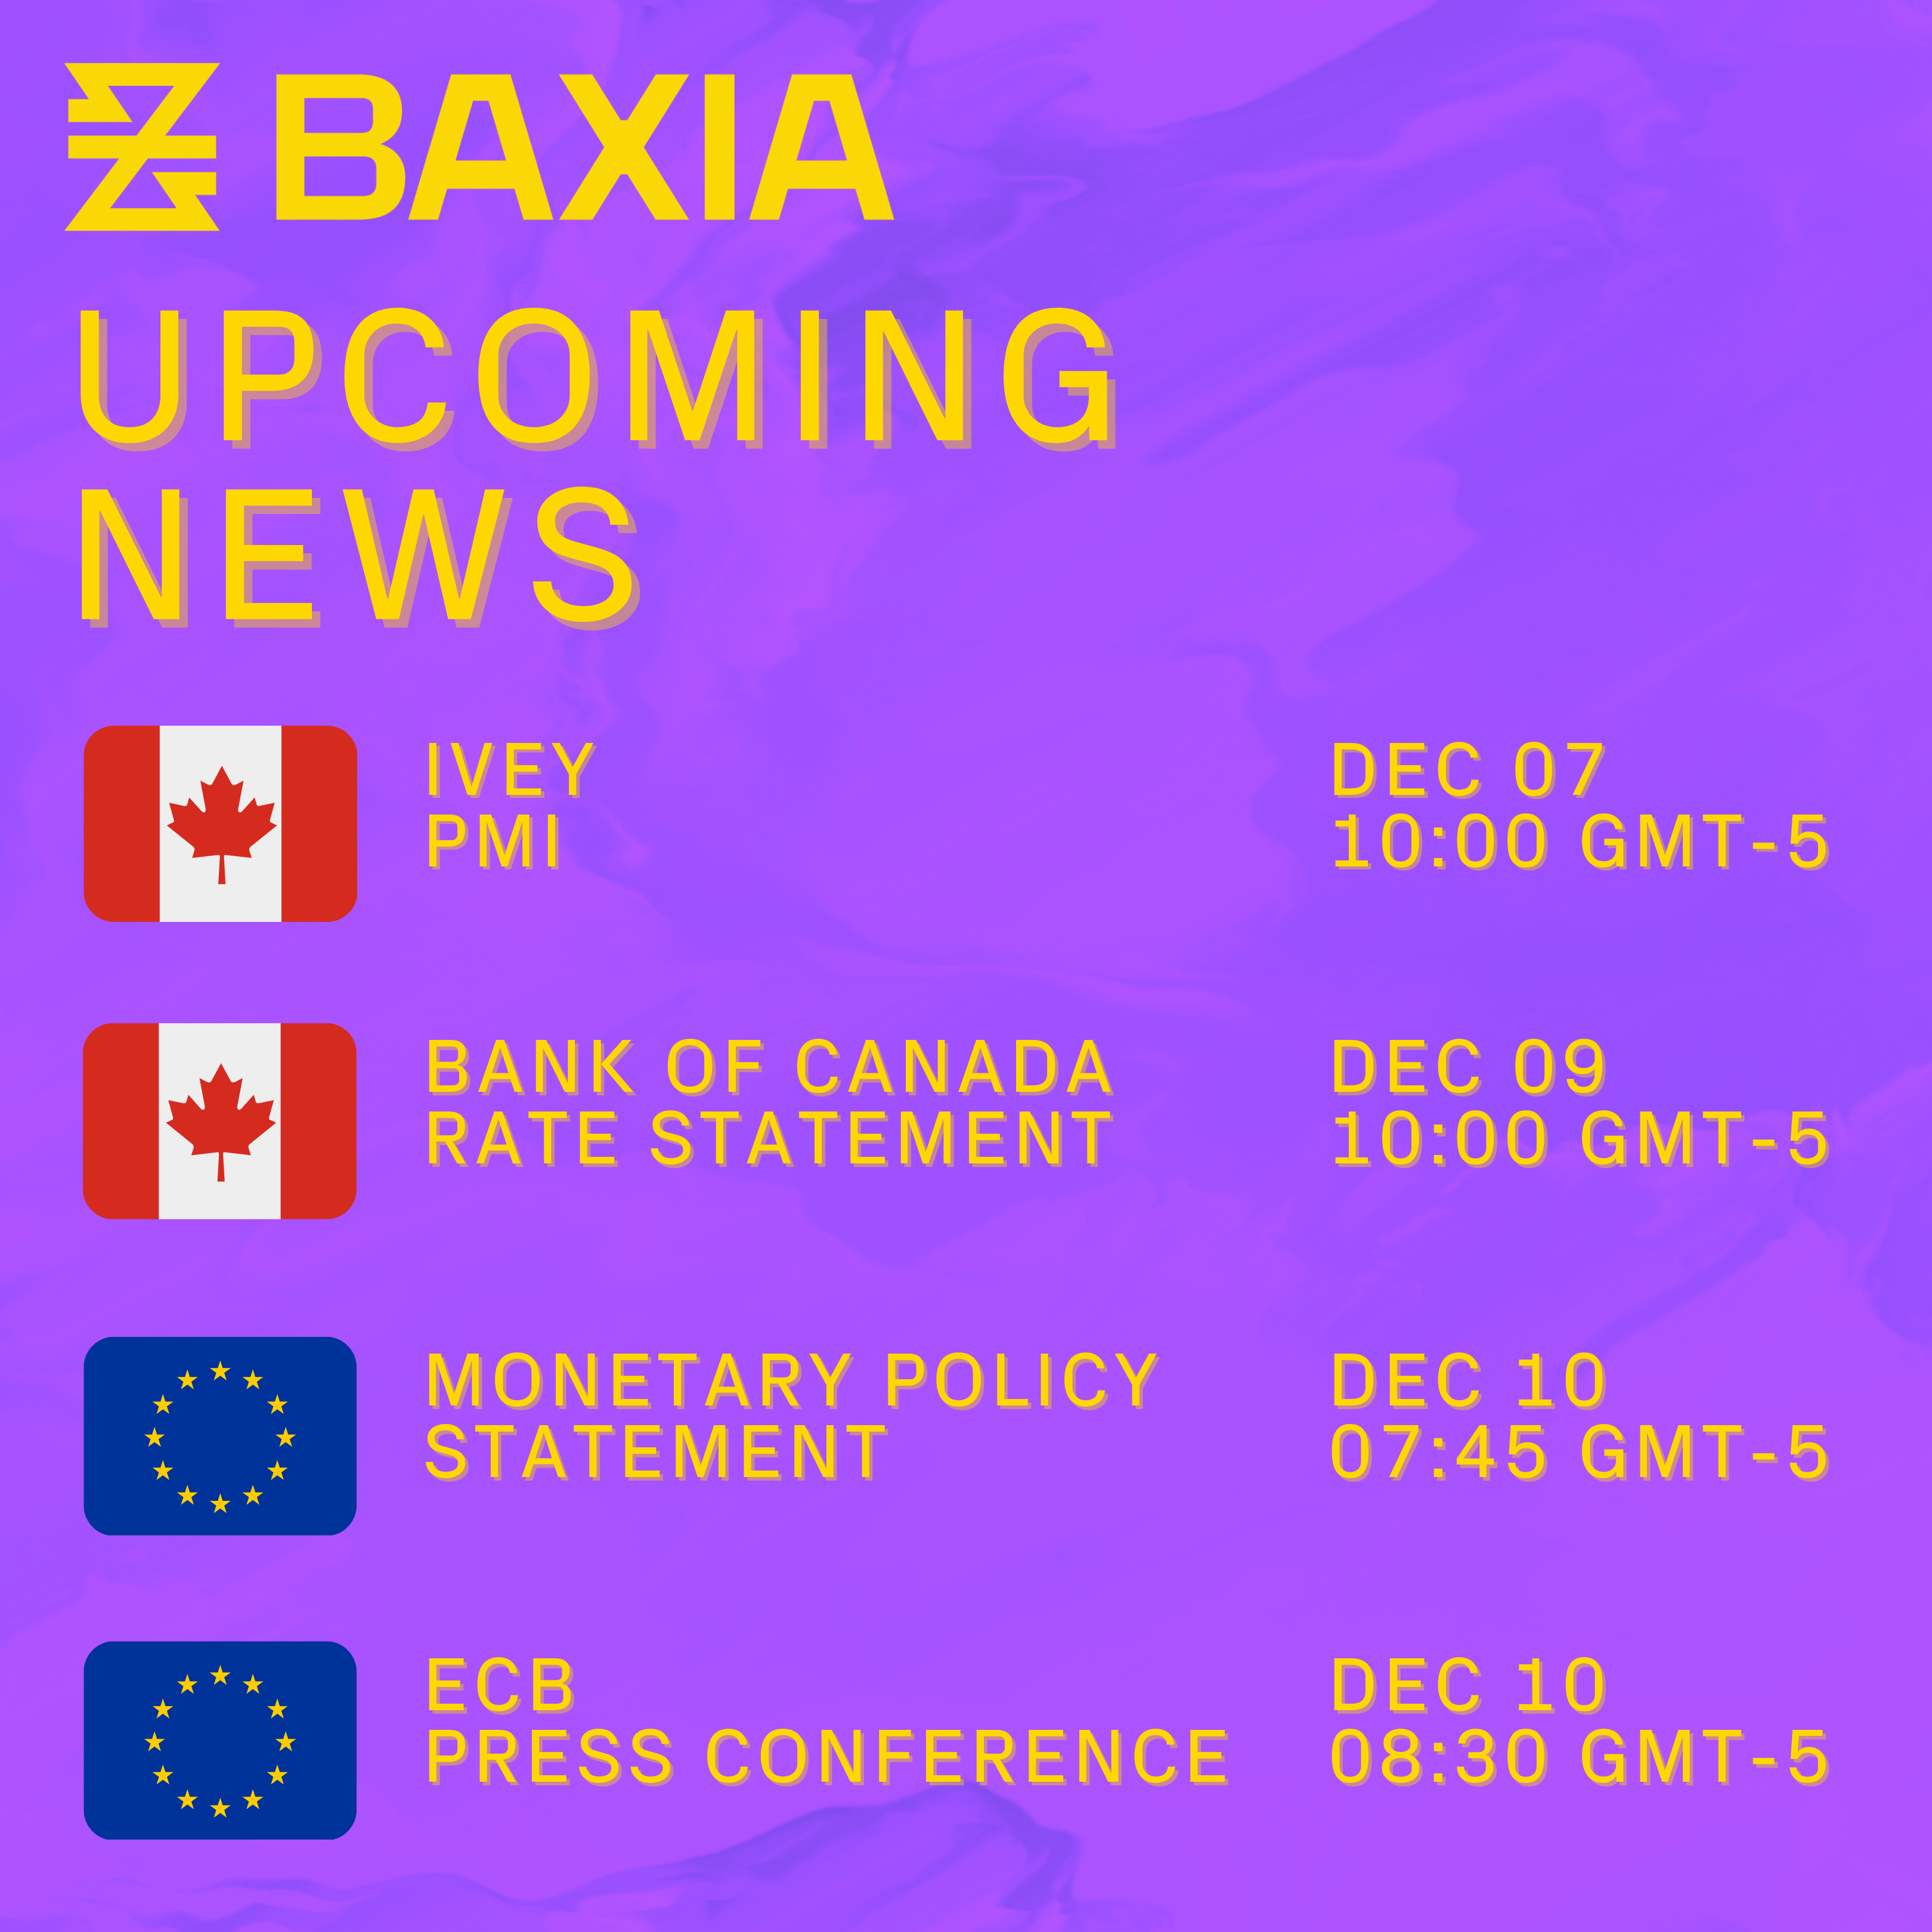 BAXIA
UPCOMING
NEWS
IVEY
PMI
DEC 07
10:00 GMT-5
BANK OF CANADA
RATE STATEMENT
DEC 09
10:00 GMT-5
MONETARY POLICY
STATEMENT
DEC 10
07:45 GMT-5
ECB
PRESS CONFERENCE
DEC 10
08:30 GMT-5